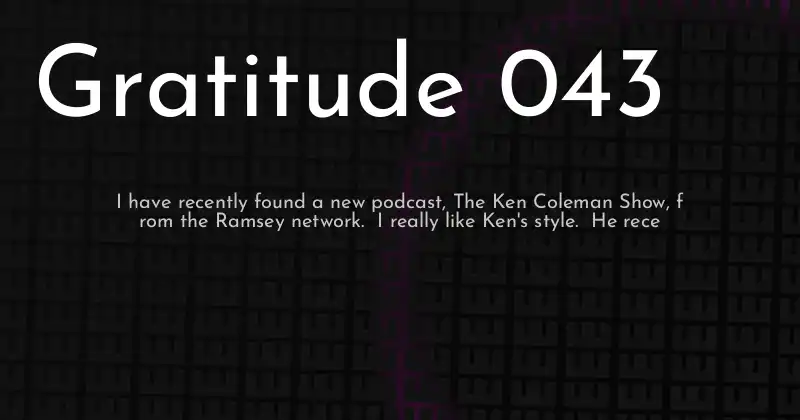 Gratitude 043
I have recently found a new podcast, The Ken Coleman Show, f
rom the Ramsey network.  I really like Ken's style.  He rece